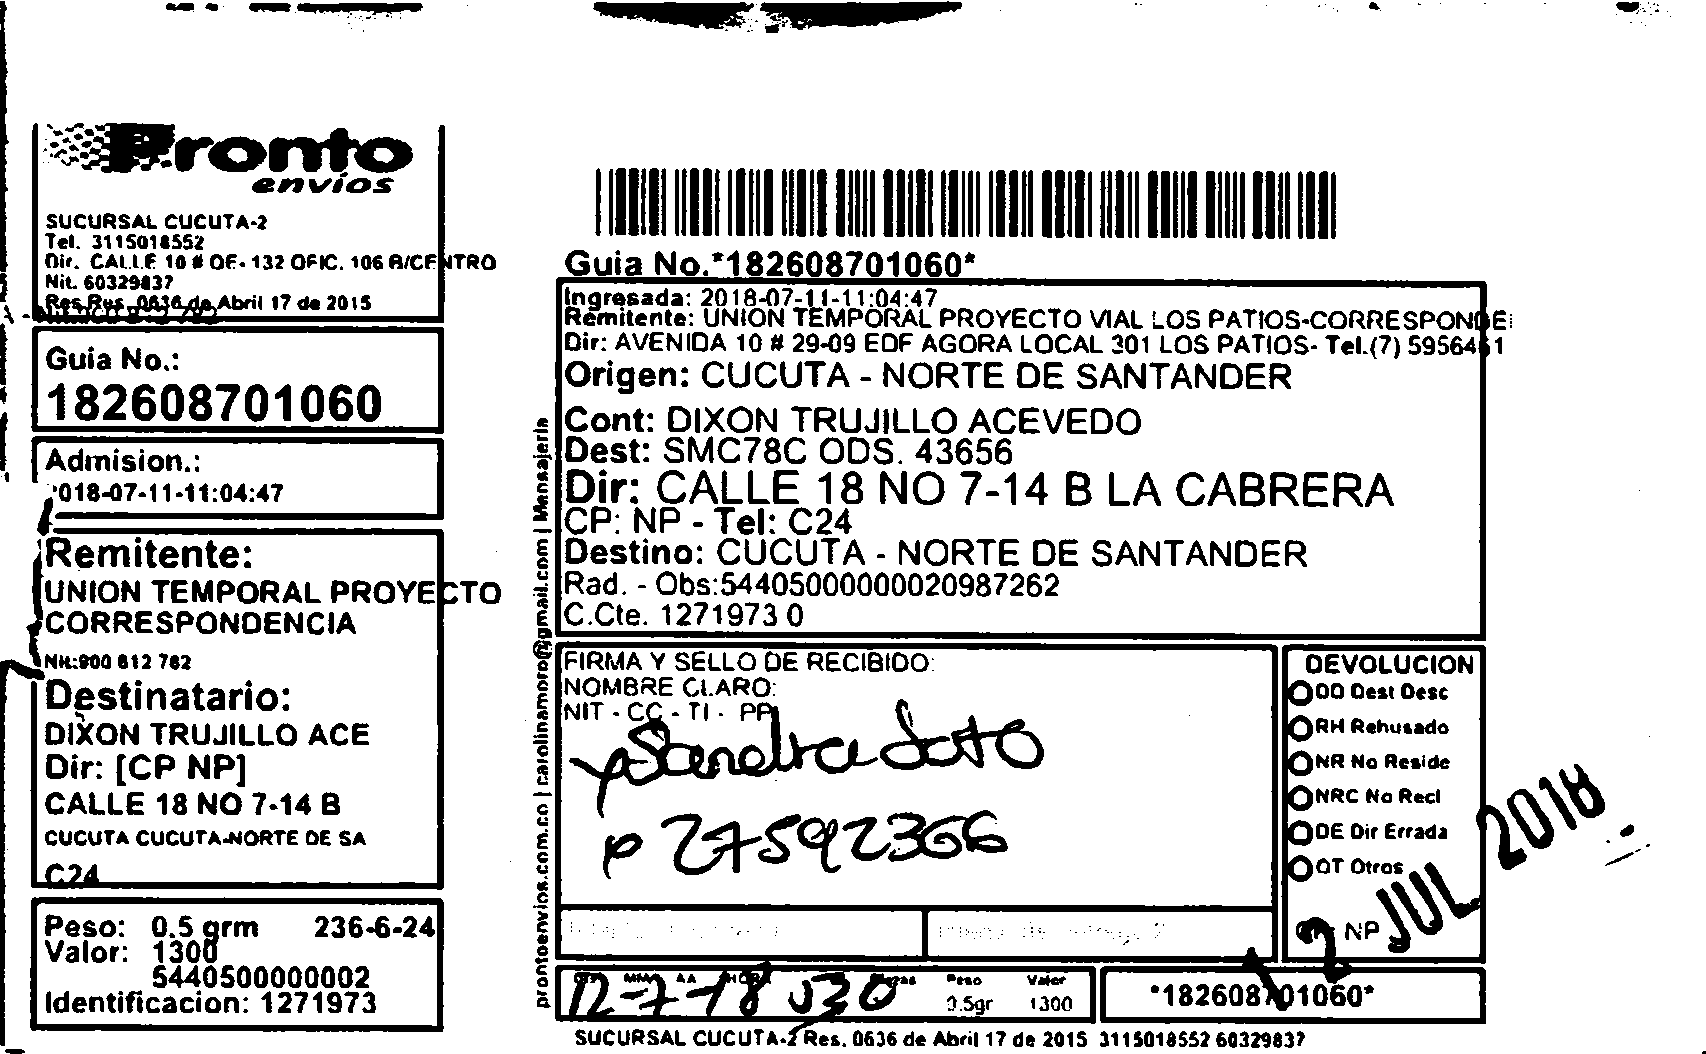 Pronto
envíos
SUCURSAL CUCUTA-2
Tel. 3115018552
Dir. CALLE 10 # OE- 132 OFIC. 106 B/CENTRO
Nit. 60329837
Res.Res. 0636 de Abril 17 de 2015
Guia No.:
182608701060
Admision.:
018-07-11-11:04:47
Remitente:
UNION TEMPORAL PROYECTO
CORRESPONDENCIA
Nit.:900 812 782
Destinatario:
DIXON TRUJILLO ACE
Dir: [CP NP]
CALLE 18 NO 7-14 B
CUCUTA CUCUTA-NORTE DE SA
C24
Peso: 0.5 grm 236-6-24
Valor: 1300
5440500000002
Identificacion: 1271973
prontoenvios.com.co | carolinamoro@gmail.com | Mensajeria
Guia No.*182608701060*
Ingresada: 2018-07-11-11:04:47
Remitente: UNION TEMPORAL PROYECTO VIAL LOS PATIOS-CORRESPONDE
Dir: AVENIDA 10 # 29-09 EDF AGORA LOCAL 301 LOS PATIOS- Tel.(7) 5956461
Origen: CUCUTA - NORTE DE SANTANDER
Cont: DIXON TRUJILLO ACEVEDO
Dest: SMC78C ODS. 43656
Dir: CALLE 18 NO 7-14 B LA CABRERA
CP: NP - Tel: C24
Destino: CUCUTA - NORTE DE SANTANDER
Rad. - Obs:54405000000020987262
C.Cte. 1271973 0
FIRMA Y SELLO DE RECIBIDO:
NOMBRE CLARO:
NIT - CC - TI - PP
Sandra Soto
27592366
DEVOLUCION
DD Dest Desc
RH Rehusado
NR No Reside
NRC No Recl
DE Dir Errada
OT Otros
NP
12 JUL 2018
HORA Peso Valor
12-7-18 530 0.5gr 1300
*182608701060*
SUCURSAL CUCUTA-2 Res. 0636 de Abril 17 de 2015 3115018552 60329837